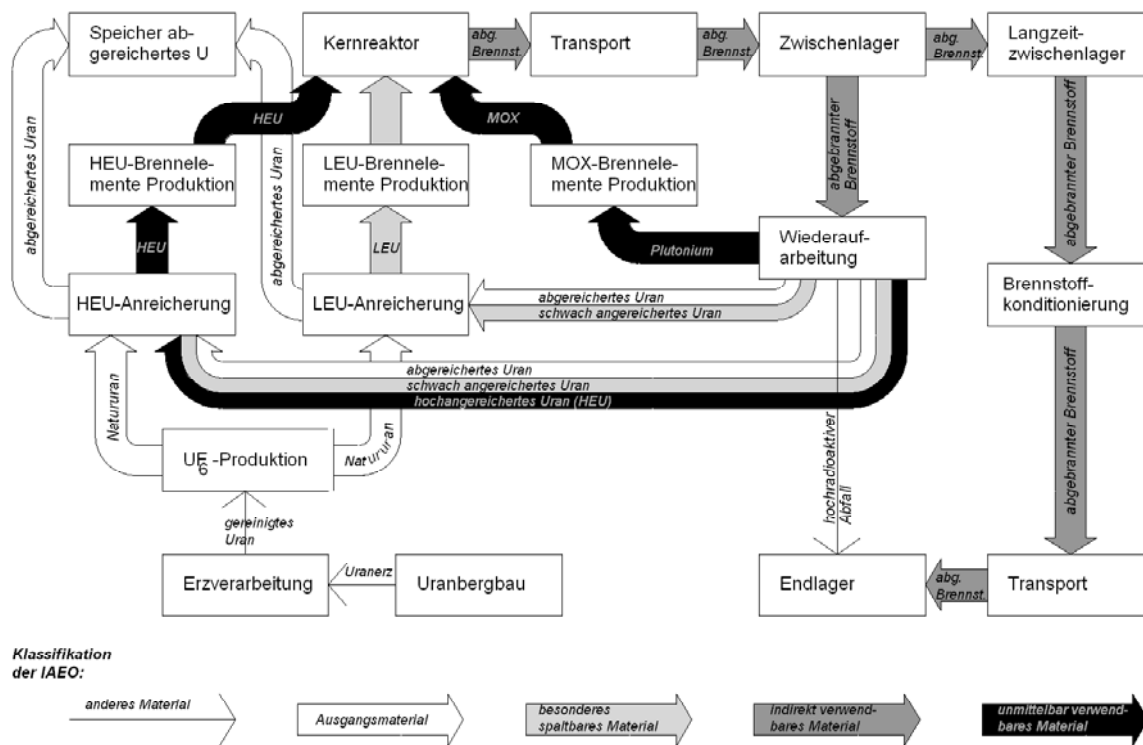 Speicher ab-
gereichertes U
Kernreaktor
abg.
Brennst.
Transport
abg.
Brennst.
Zwischenlager
abg.
Brennst.
Langzeit-
zwischenlager
abgereichertes Uran
HEU
abgereichertes Uran
MOX
abgebrannter
Brennstoff
abgebrannter Brennstoff
HEU-Brennele-
mente Produktion
LEU-Brennele-
mente Produktion
MOX-Brennele-
mente Produktion
HEU
LEU
Plutonium
Wiederauf-
arbeitung
HEU-Anreicherung
LEU-Anreicherung
abgereichertes Uran
schwach angereichertes Uran
Brennstoff-
konditionierung
abgereichertes Uran
schwach angereichertes Uran
hochangereichertes Uran (HEU)
Natururan
UF6-Produktion
Natururan
hochradioaktiver
Abfall
abgebrannter Brennstoff
gereinigtes
Uran
Erzverarbeitung
Uranerz
Uranbergbau
Endlager
abg.
Brennst.
Transport
Klassifikation
der IAEO:
anderes Material
Ausgangsmaterial
besonderes
spaltbares Material
indirekt verwend-
bares Material
unmittelbar verwend-
bares Material